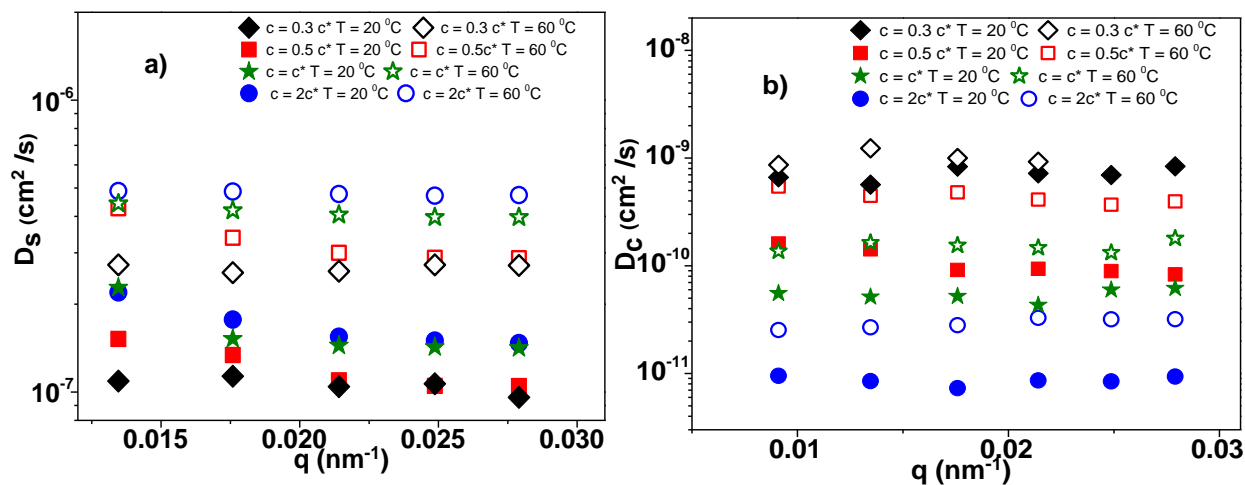 a)
c = 0.3 c* T = 20 ⁰C
c = 0.3 c* T = 60 ⁰C
c = 0.5 c* T = 20 ⁰C
c = 0.5c* T = 60 ⁰C
c = c* T = 20 ⁰C
c = c* T = 60 ⁰C
c = 2c* T = 20 ⁰C
c = 2c* T = 60 ⁰C
10⁻⁶
10⁻⁷
Dₛ (cm² /s)
0.015 0.020 0.025 0.030
q (nm⁻¹)
b)
c = 0.3 c* T = 20 ⁰C
c = 0.3 c* T = 60 ⁰C
c = 0.5 c* T = 20 ⁰C
c = 0.5c* T = 60 ⁰C
c = c* T = 20 ⁰C
c = c* T = 60 ⁰C
c = 2c* T = 20 ⁰C
c = 2c* T = 60 ⁰C
10⁻⁸
10⁻⁹
10⁻¹⁰
10⁻¹¹
D_C (cm² /s)
0.01 0.02 0.03
q (nm⁻¹)